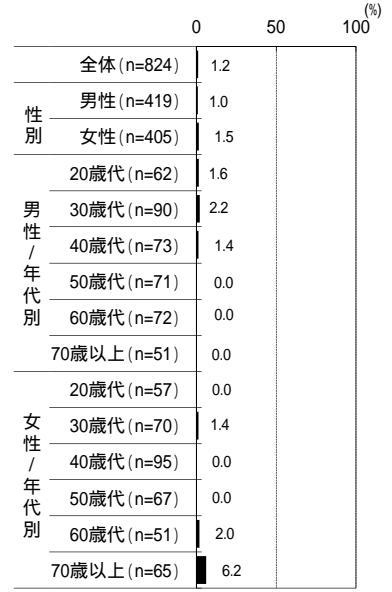 (%)
0 50 100
全体(n=824) 1.2
性別
男性(n=419) 1.0
女性(n=405) 1.5
男性/年代別
20歳代(n=62) 1.6
30歳代(n=90) 2.2
40歳代(n=73) 1.4
50歳代(n=71) 0.0
60歳代(n=72) 0.0
70歳以上(n=51) 0.0
女性/年代別
20歳代(n=57) 0.0
30歳代(n=70) 1.4
40歳代(n=95) 0.0
50歳代(n=67) 0.0
60歳代(n=51) 2.0
70歳以上(n=65) 6.2